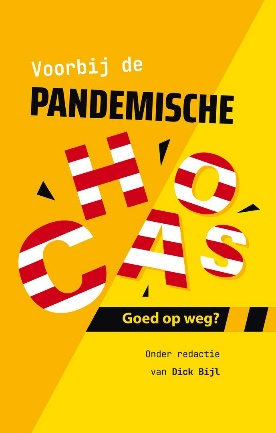 Voorbij de
PANDEMISCHE
CHAOS
Goed op weg?
Onder redactie
van Dick Bijl